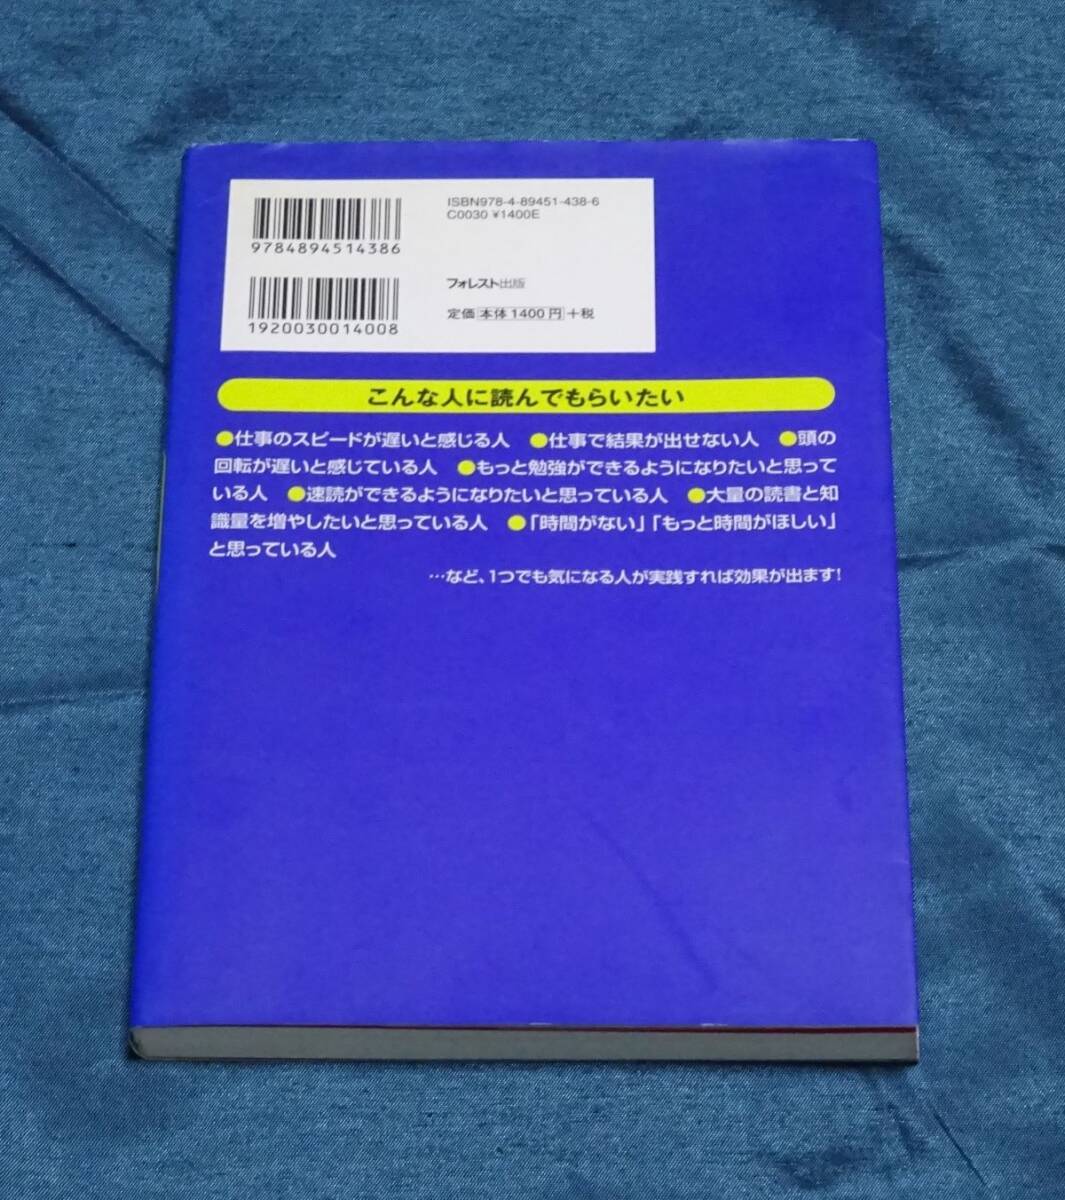 ISBN978-4-89451-438-6
C0030 ¥1400E
9784894514386
フォレスト出版
定価 本体1400円 +税
1920030014008
こんな人に読んでもらいたい
●仕事のスピードが遅いと感じる人 ●仕事で結果が出せない人 ●頭の
回転が遅いと感じている人 ●もっと勉強ができるようになりたいと思って
いる人 ●速読ができるようになりたいと思っている人 ●大量の読書と知
識量を増やしたいと思っている人 ●「時間がない」「もっと時間がほしい」
と思っている人
…など、1つでも気になる人が実践すれば効果が出ます!